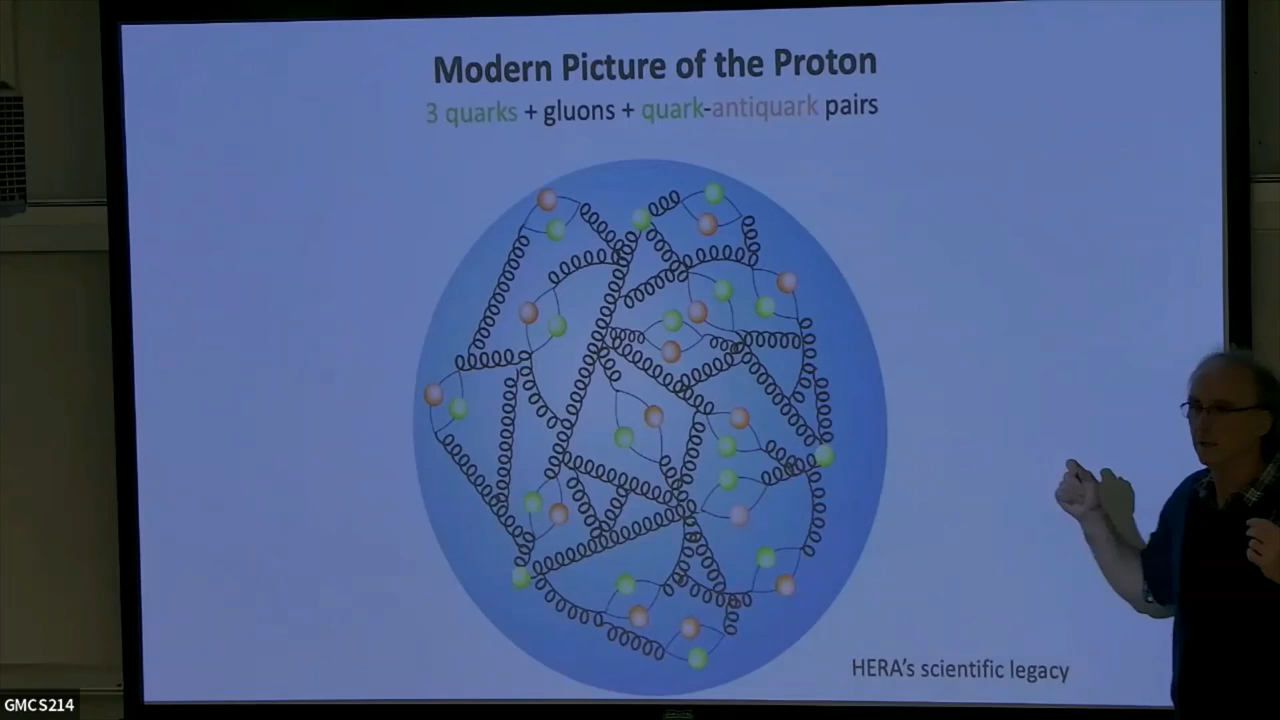 Modern Picture of the Proton
3 quarks + gluons + quark-antiquark pairs
HERA's scientific legacy
GMCS214